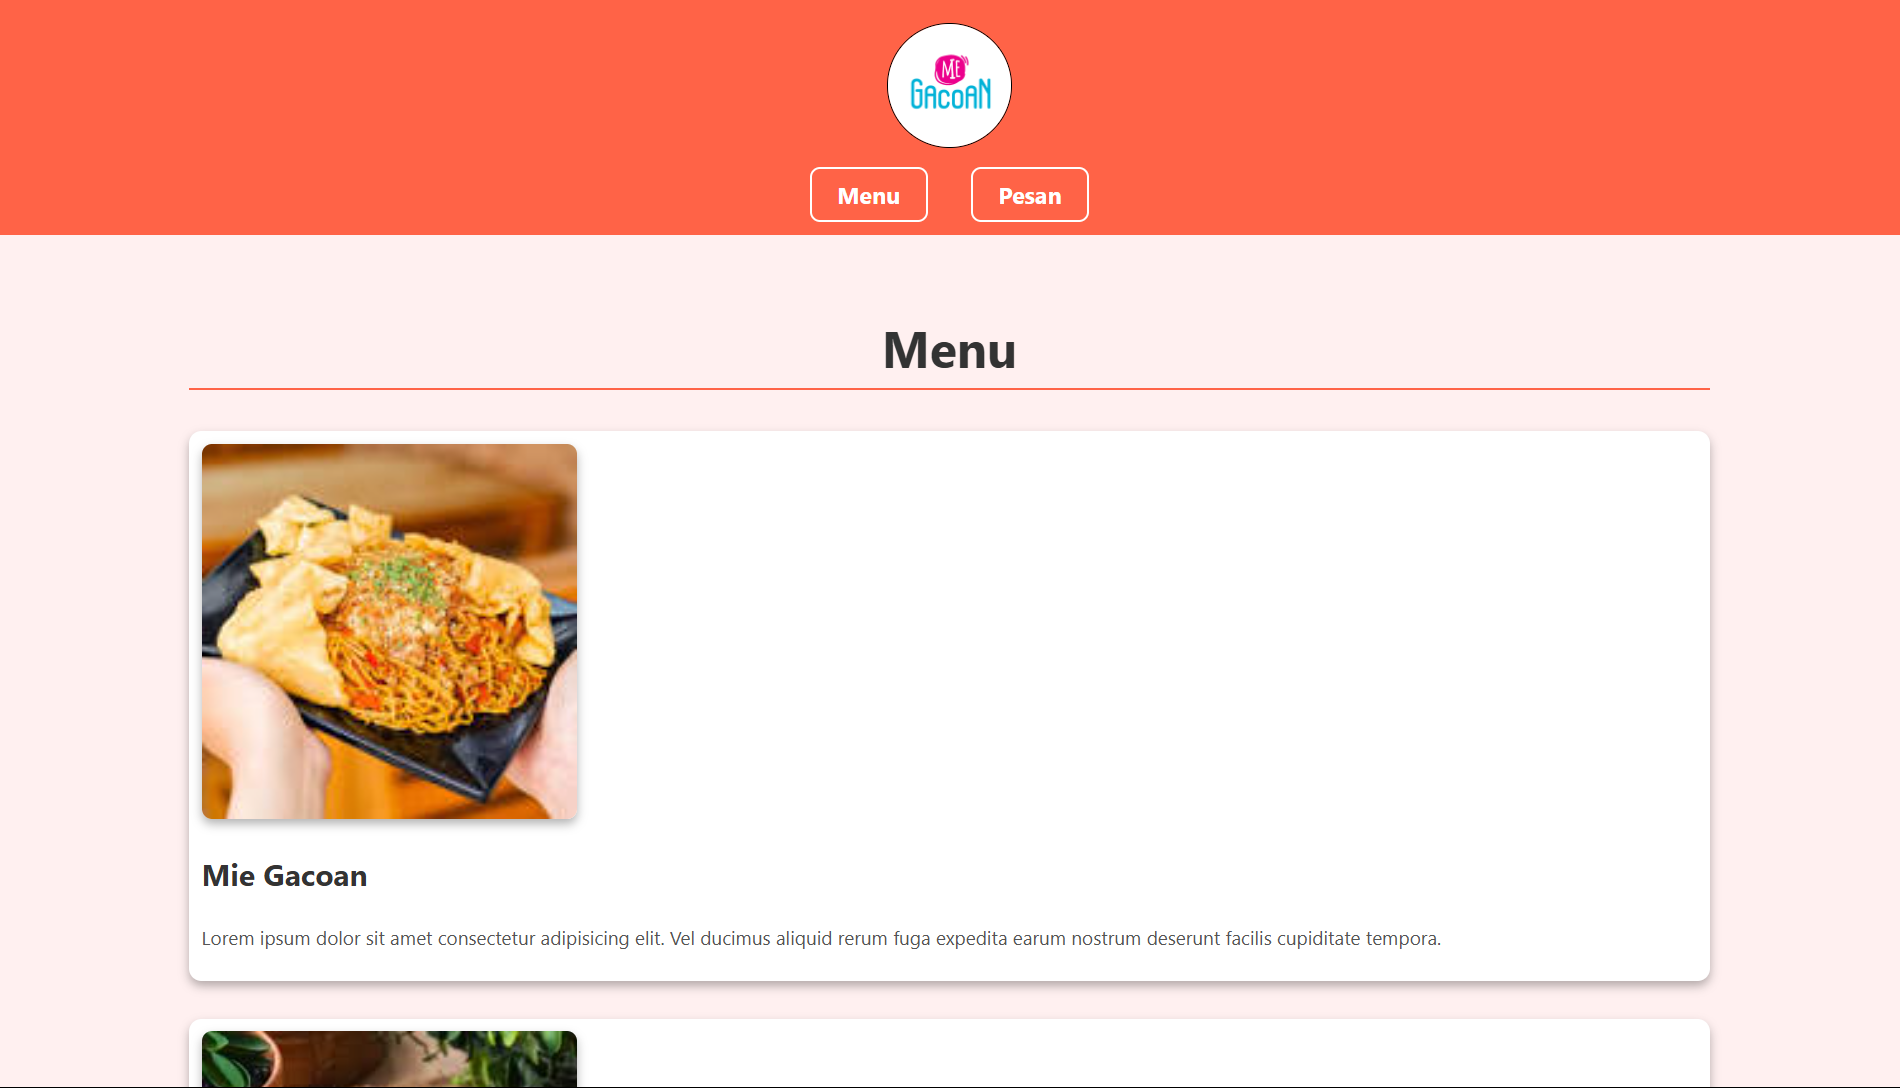 MIE
GACOAN
Menu
Pesan
Menu
Mie Gacoan
Lorem ipsum dolor sit amet consectetur adipisicing elit. Vel ducimus aliquid rerum fuga expedita earum nostrum deserunt facilis cupiditate tempora.